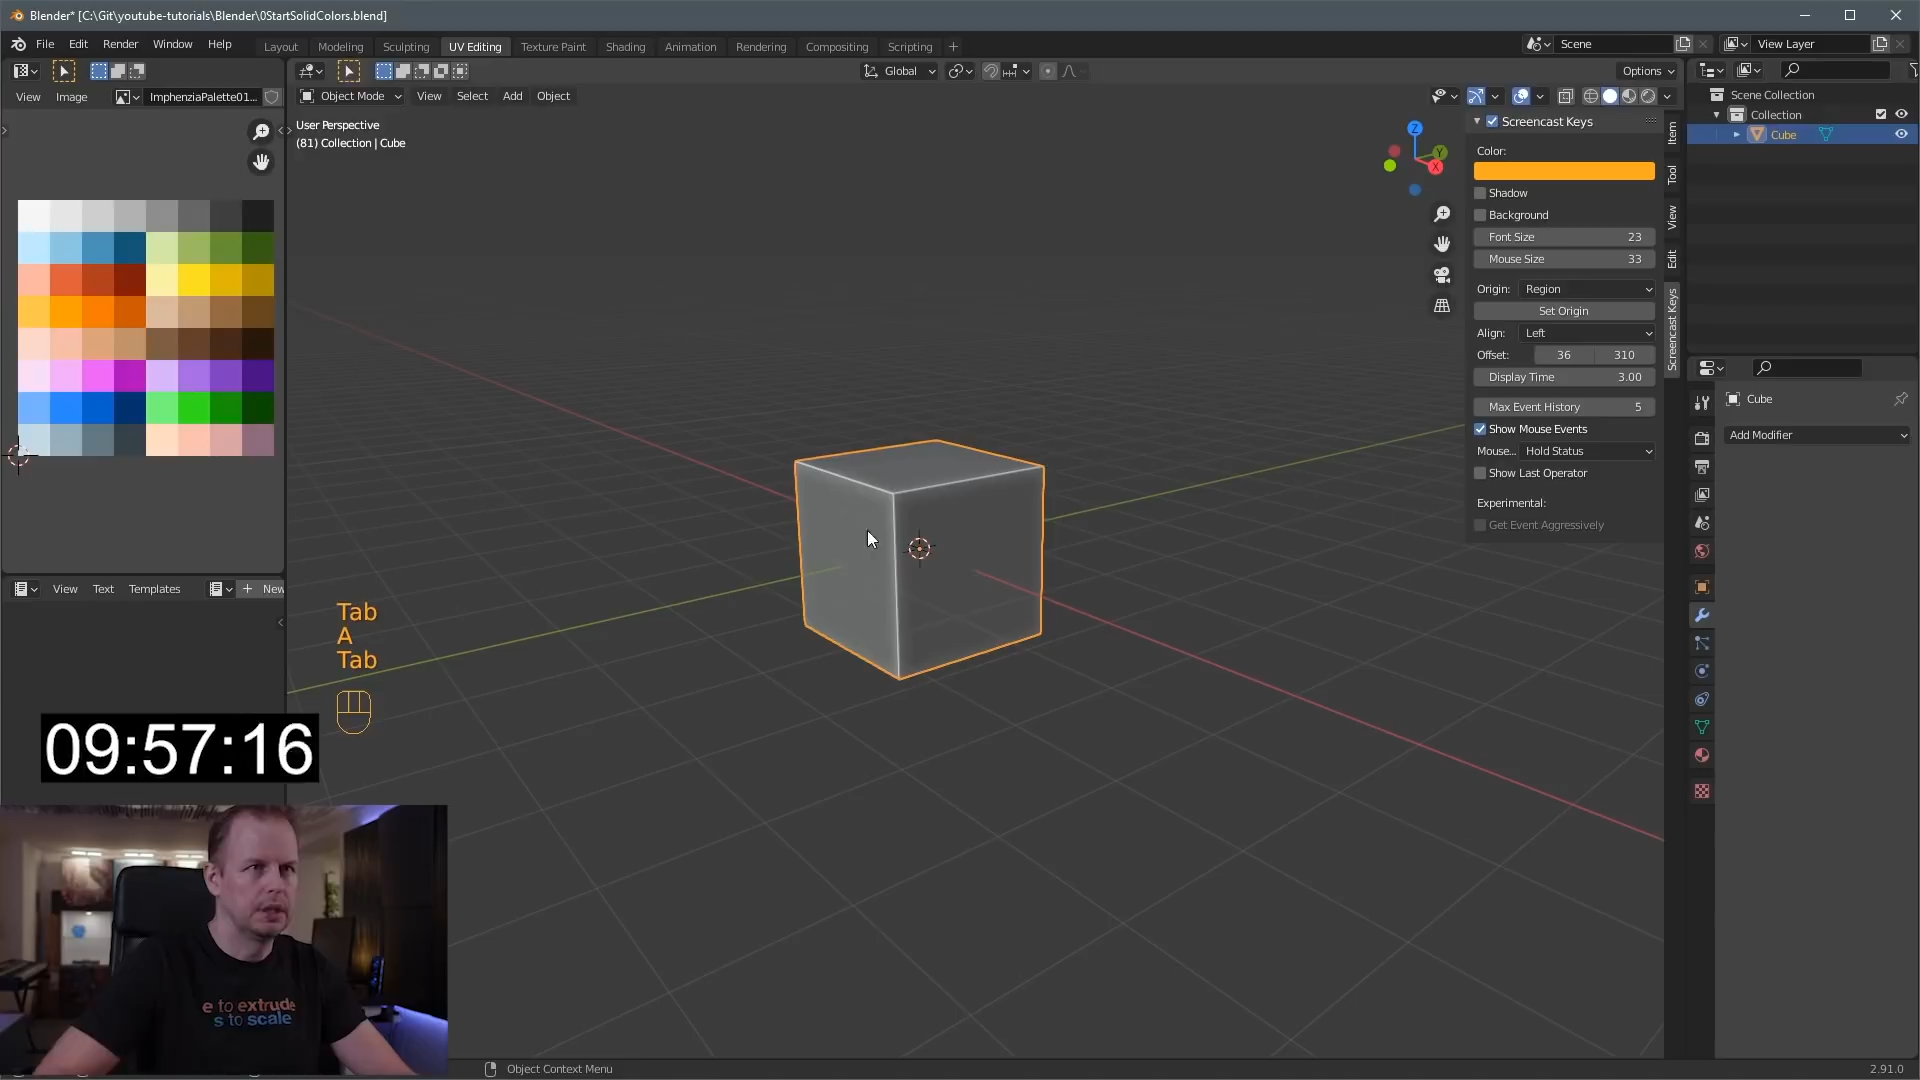 Blender* [C:\Git\youtube-tutorials\Blender\0StartSolidColors.blend]
File Edit Render Window Help
Layout Modeling Sculpting UV Editing Texture Paint Shading Animation Rendering Compositing Scripting +
Scene
View Layer
Global
Options
View Image ImphenziaPalette01...
Object Mode View Select Add Object
User Perspective
(81) Collection | Cube
Screencast Keys
Color:
Shadow
Background
Font Size 23
Mouse Size 33
Origin: Region
Set Origin
Align: Left
Offset: 36 310
Display Time 3.00
Max Event History 5
Show Mouse Events
Mouse... Hold Status
Show Last Operator
Experimental:
Get Event Aggressively
Item
Tool
View
Edit
Screencast Keys
Z
Y
X
Scene Collection
Collection
Cube
Cube
Add Modifier
View Text Templates + New
Tab
A
Tab
09:57:16
e to extrude
s to scale
Object Context Menu
2.91.0